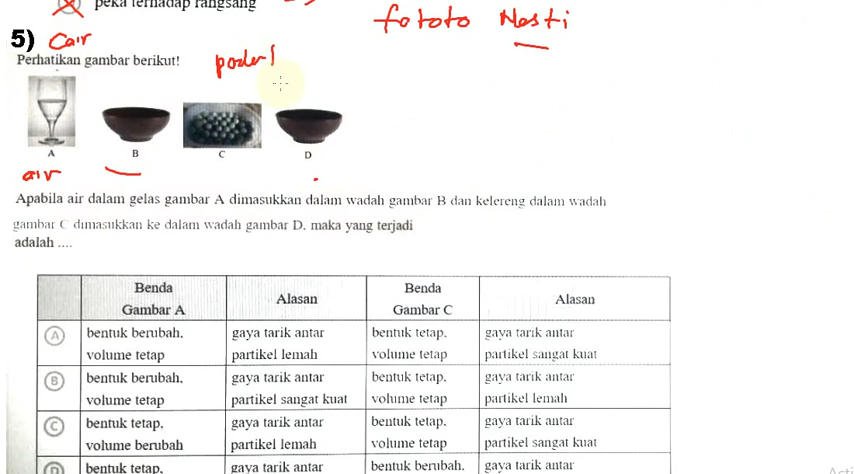 peka terhadap rangsang
fototo Nasti
5) Cair
Perhatikan gambar berikut!
A B C D
air
Apabila air dalam gelas gambar A dimasukkan dalam wadah gambar B dan kelereng dalam wadah
gambar C dimasukkan ke dalam wadah gambar D. maka yang terjadi
adalah ....
Benda Gambar A Alasan Benda Gambar C Alasan
A bentuk berubah, gaya tarik antar bentuk tetap, gaya tarik antar
volume tetap partikel lemah volume tetap partikel sangat kuat
B bentuk berubah, gaya tarik antar bentuk tetap, gaya tarik antar
volume tetap partikel sangat kuat volume tetap partikel lemah
C bentuk tetap, gaya tarik antar bentuk tetap, gaya tarik antar
volume berubah partikel lemah volume tetap partikel sangat kuat
D bentuk tetap, gaya tarik antar bentuk berubah, gaya tarik antar